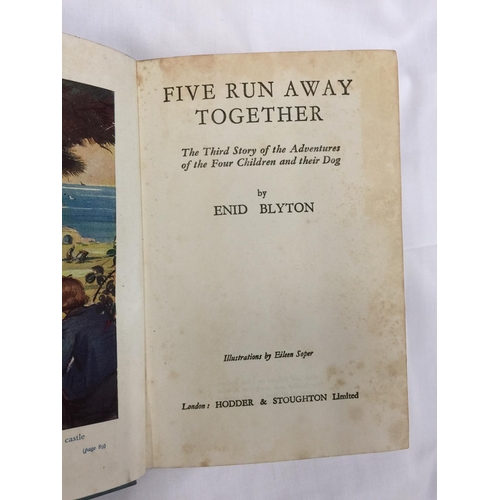 FIVE RUN AWAY
TOGETHER
The Third Story of the Adventures
of the Four Children and their Dog
by
ENID BLYTON
Illustrations by Eileen Soper
London: HODDER & STOUGHTON Limited
castle